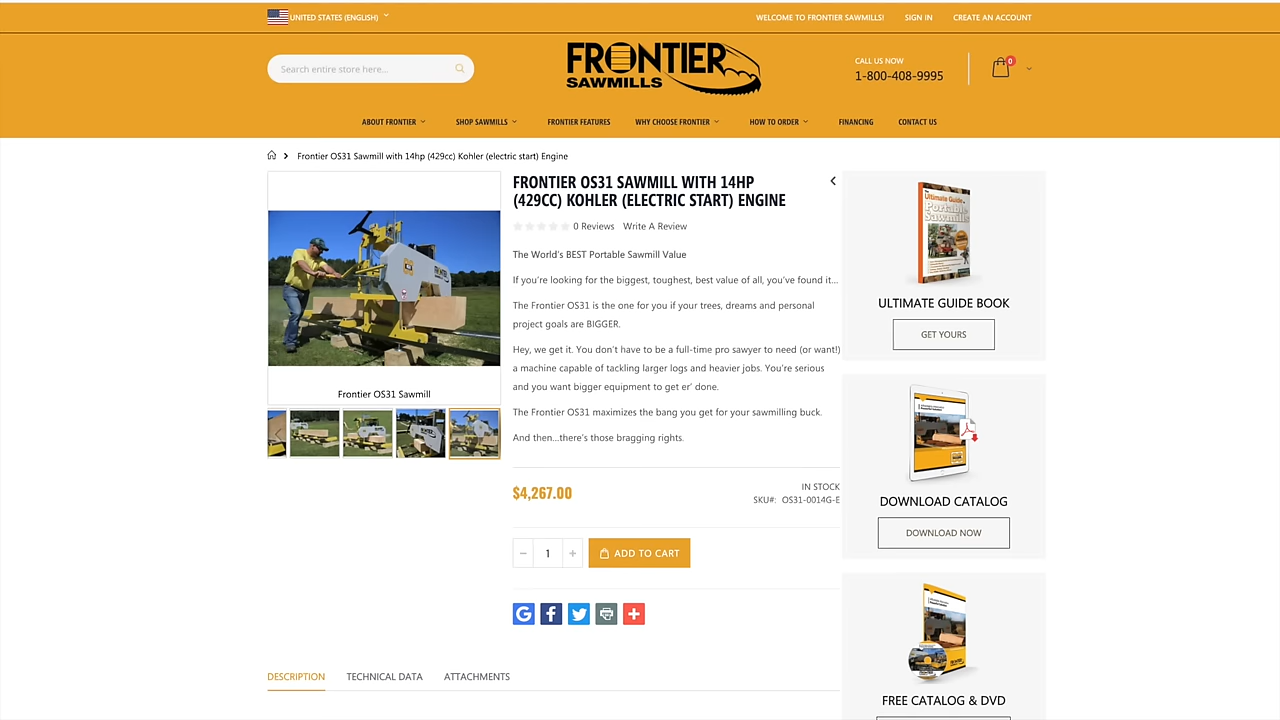 UNITED STATES (ENGLISH)
WELCOME TO FRONTIER SAWMILLS!
SIGN IN
CREATE AN ACCOUNT
Search entire store here...
FRONTIER
SAWMILLS
CALL US NOW
1-800-408-9995
0
ABOUT FRONTIER
SHOP SAWMILLS
FRONTIER FEATURES
WHY CHOOSE FRONTIER
HOW TO ORDER
FINANCING
CONTACT US
Frontier OS31 Sawmill with 14hp (429cc) Kohler (electric start) Engine
Frontier OS31 Sawmill
FRONTIER OS31 SAWMILL WITH 14HP
(429CC) KOHLER (ELECTRIC START) ENGINE
0 Reviews Write A Review
The World's BEST Portable Sawmill Value
If you're looking for the biggest, toughest, best value of all, you've found it...
The Frontier OS31 is the one for you if your trees, dreams and personal
project goals are BIGGER.
Hey, we get it. You don't have to be a full-time pro sawyer to need (or want!)
a machine capable of tackling larger logs and heavier jobs. You're serious
and you want bigger equipment to get er' done.
The Frontier OS31 maximizes the bang you get for your sawmilling buck.
And then...there's those bragging rights.
$4,267.00
IN STOCK
SKU#: OS31-0014G-E
1
ADD TO CART
DESCRIPTION
TECHNICAL DATA
ATTACHMENTS
The
Ultimate Guide
Portable
Sawmills
ULTIMATE GUIDE BOOK
GET YOURS
DOWNLOAD CATALOG
DOWNLOAD NOW
FREE CATALOG & DVD